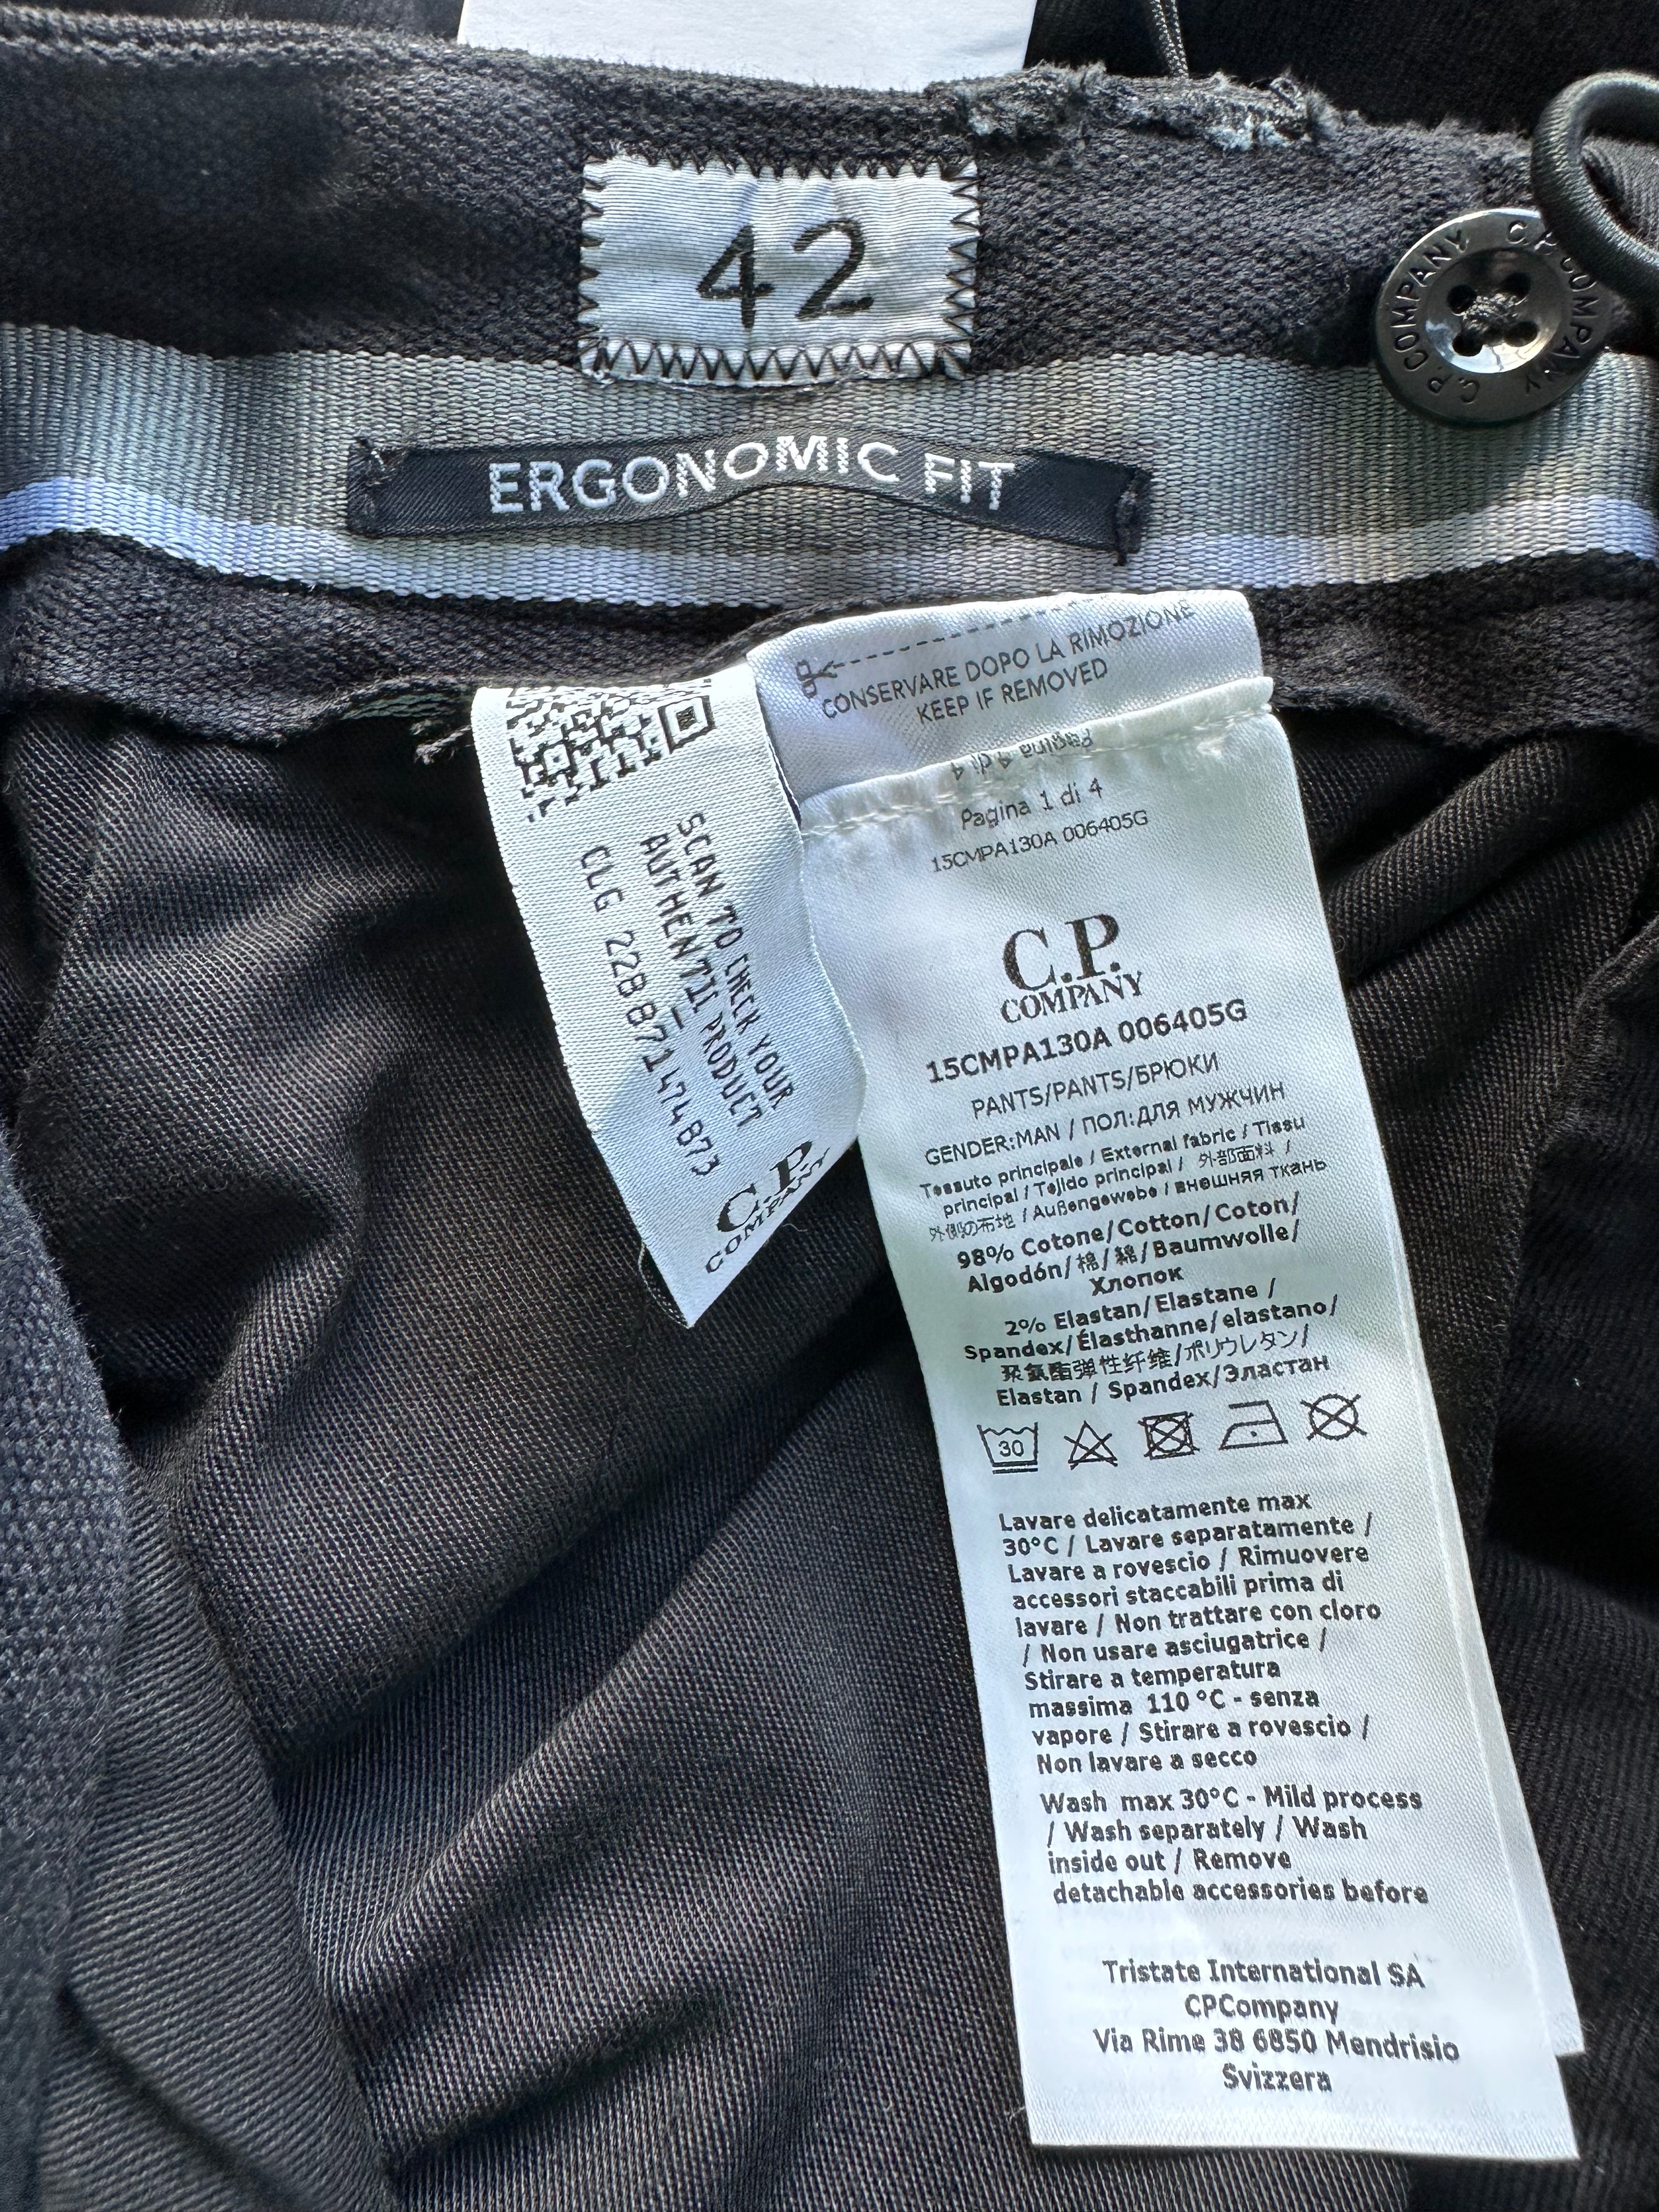 42
C.P. COMPANY C.P. COMPANY
ERGONOMIC FIT
CONSERVARE DOPO LA RIMOZIONE
KEEP IF REMOVED
Pagina 4 di 4
Pagina 1 di 4
15CMPA130A 006405G
C.P.
COMPANY
15CMPA130A 006405G
PANTS/PANTS/БРЮКИ
GENDER:MAN / ПОЛ:ДЛЯ МУЖЧИН
Tessuto principale / External fabric / Tissu
principal / Tejido principal / 外部面料 /
外側の布地 / Außengewebe / внешняя ткань
98% Cotone/Cotton/Coton/
Algodón/棉/綿/Baumwolle/
Хлопок
2% Elastan/Elastane /
Spandex/Élasthanne/elastano/
聚氨酯弹性纤维/ポリウレタン/
Elastan / Spandex/Эластан
30
Lavare delicatamente max
30°C / Lavare separatamente /
Lavare a rovescio / Rimuovere
accessori staccabili prima di
lavare / Non trattare con cloro
/ Non usare asciugatrice /
Stirare a temperatura
massima 110 °C - senza
vapore / Stirare a rovescio /
Non lavare a secco
Wash max 30°C - Mild process
/ Wash separately / Wash
inside out / Remove
detachable accessories before
Tristate International SA
CPCompany
Via Rime 38 6850 Mendrisio
Svizzera
SCAN TO CHECK YOUR
AUTHENTIC PRODUCT
CLG 228871474873
C.P.
COMPANY